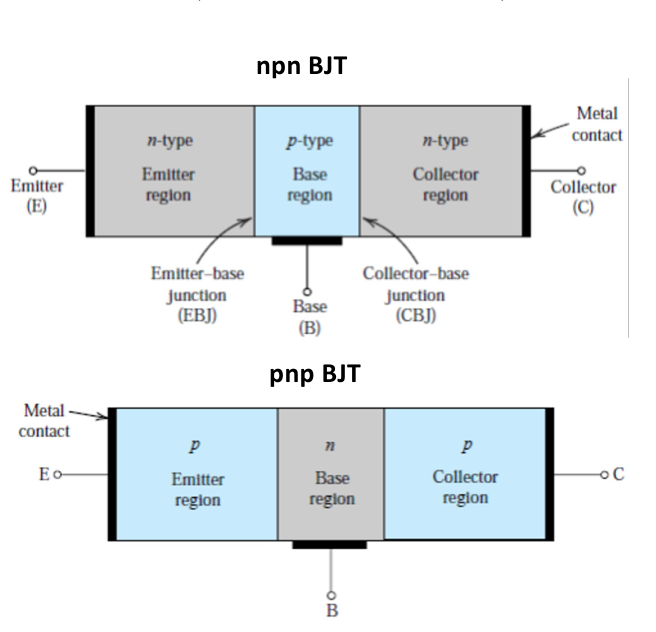 npn BJT
Metal
contact
n-type
p-type
n-type
Emitter
region
Base
region
Collector
region
Emitter
(E)
Collector
(C)
Emitter–base
junction
(EBJ)
Collector–base
junction
(CBJ)
Base
(B)
pnp BJT
Metal
contact
p
n
p
E
Emitter
region
Base
region
Collector
region
C
B